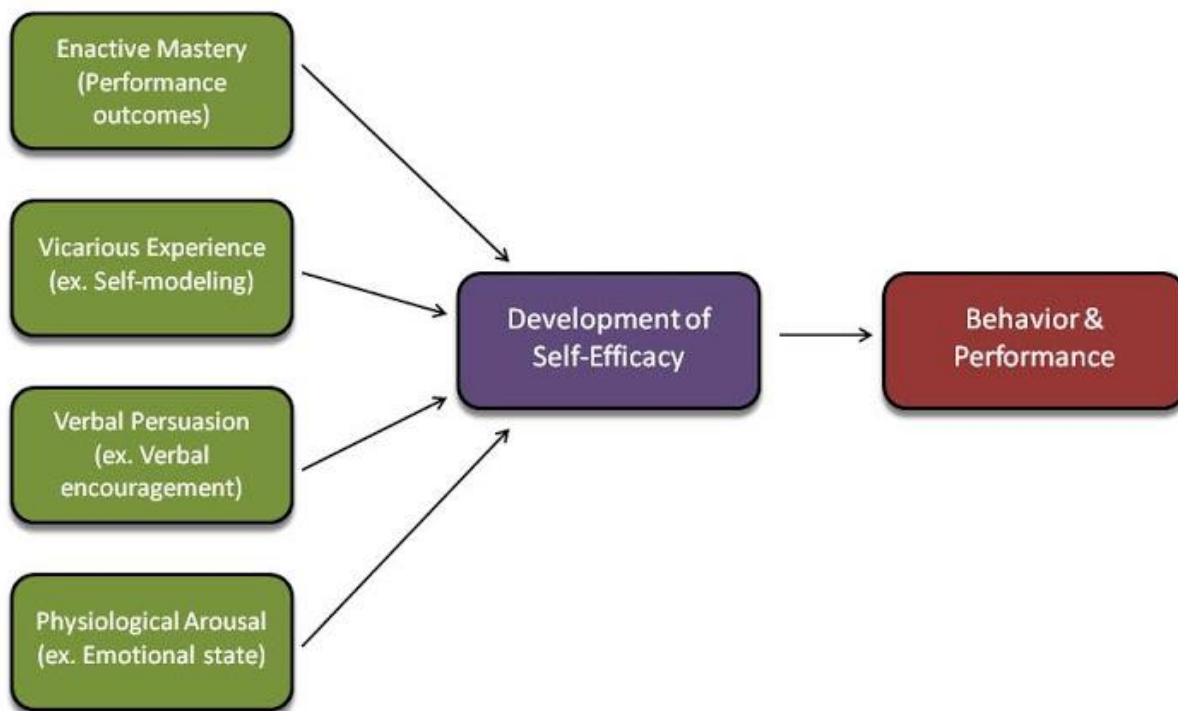 Enactive Mastery
(Performance
outcomes)
Vicarious Experience
(ex. Self-modeling)
Verbal Persuasion
(ex. Verbal
encouragement)
Physiological Arousal
(ex. Emotional state)
Development of
Self-Efficacy
Behavior &
Performance